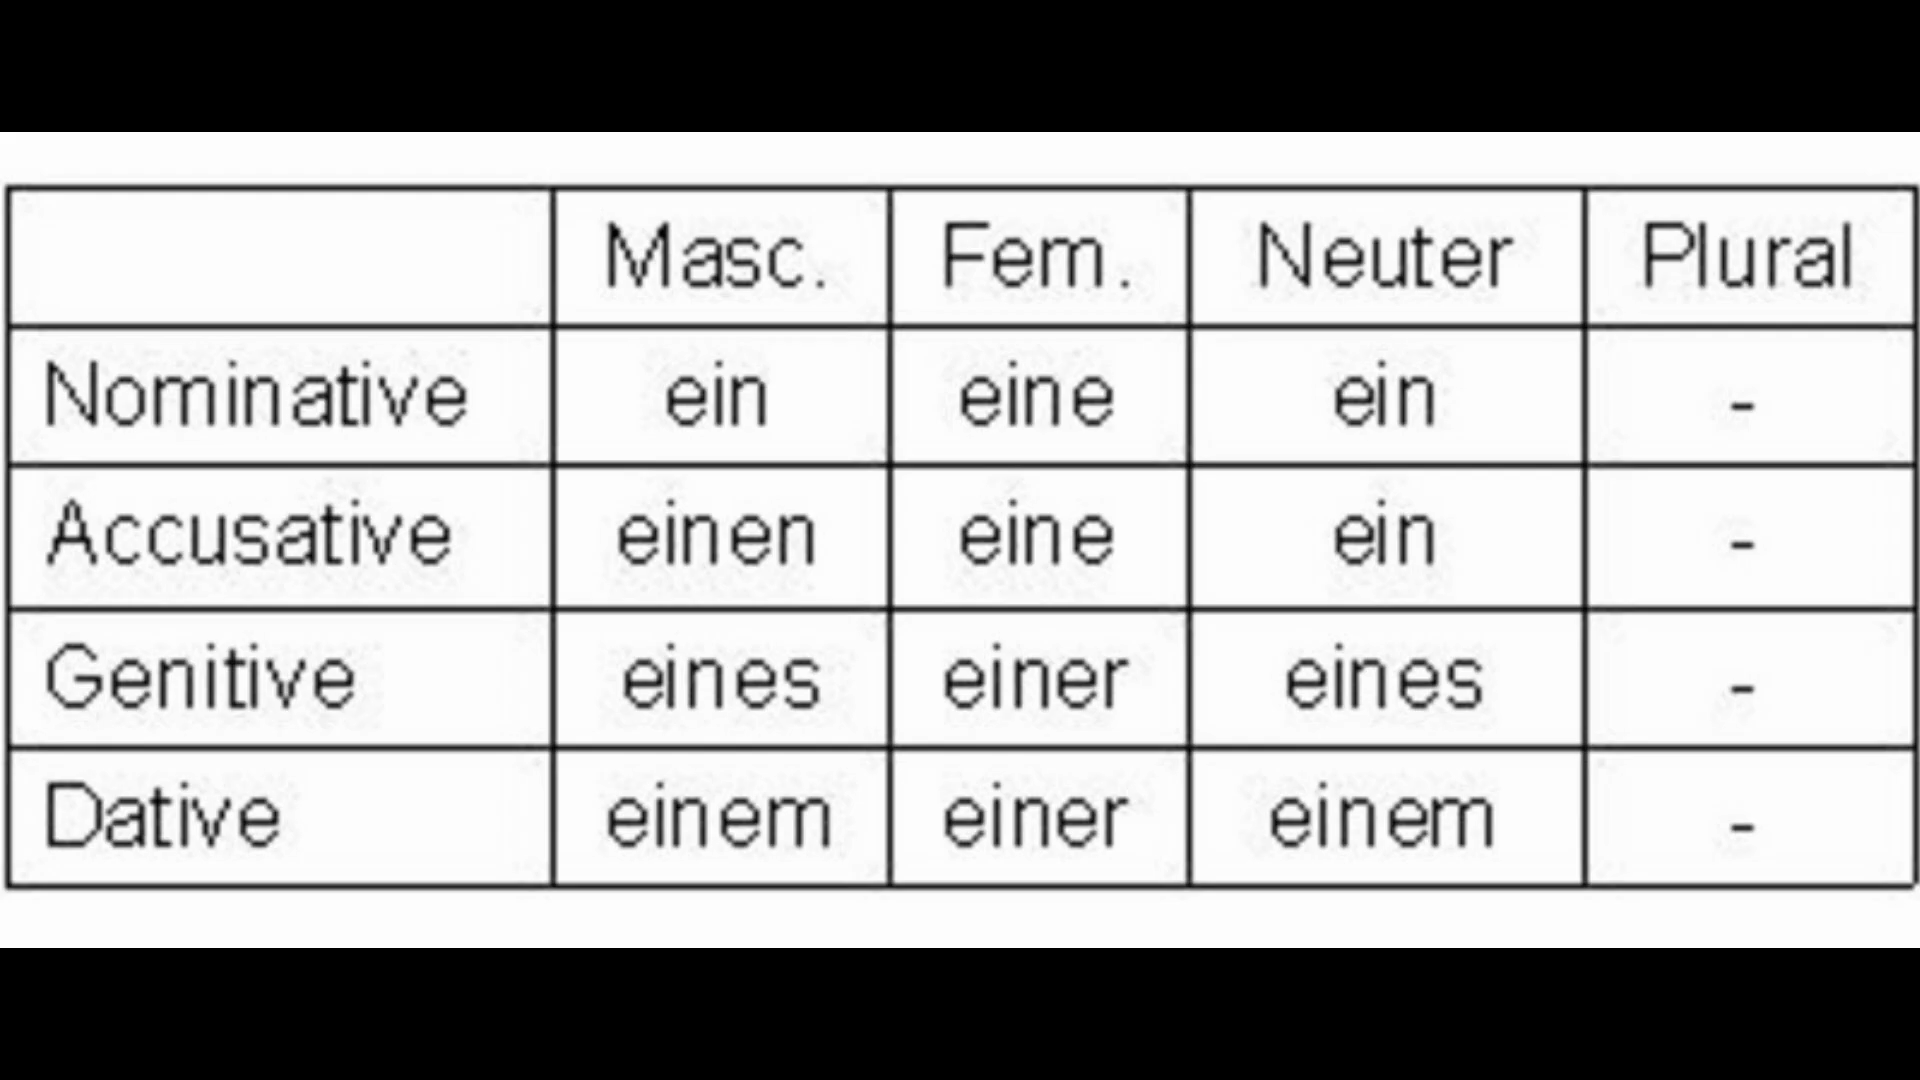 Masc. Fem. Neuter Plural
Nominative ein eine ein -
Accusative einen eine ein -
Genitive eines einer eines -
Dative einem einer einem -